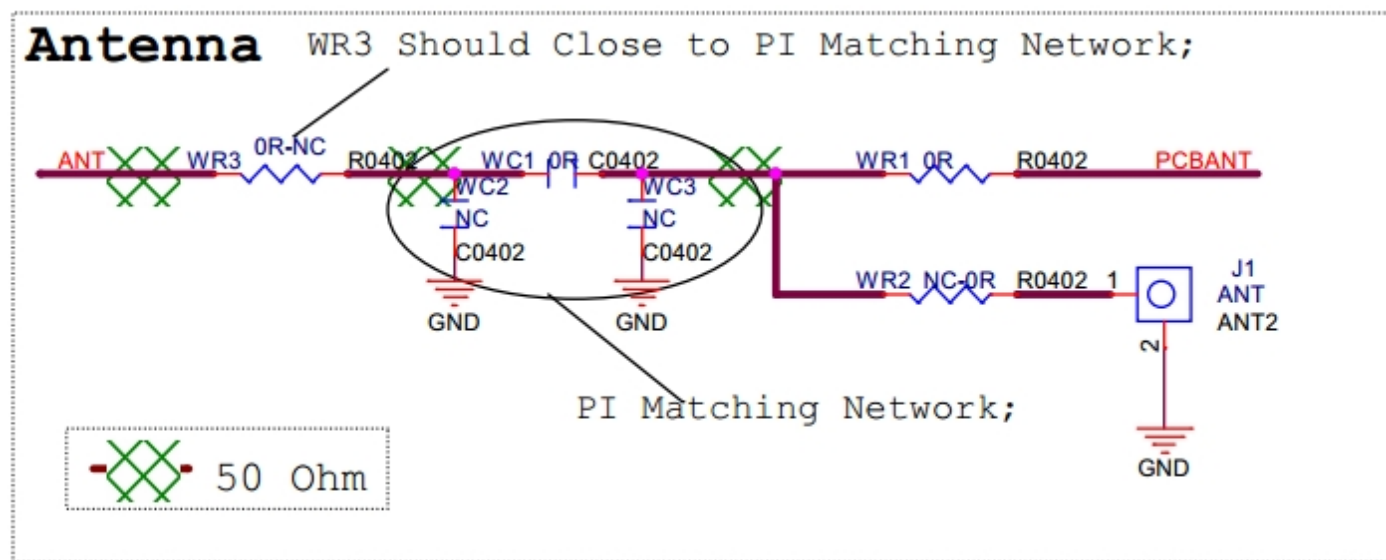 Antenna WR3 Should Close to PI Matching Network;
ANT WR3 0R-NC R0402 WC1 0R C0402 WR1 0R R0402 PCBANT
WC2 WC3
NC NC
C0402 C0402
GND GND
WR2 NC-0R R0402 1 J1
ANT
ANT2
2
PI Matching Network;
GND
50 Ohm